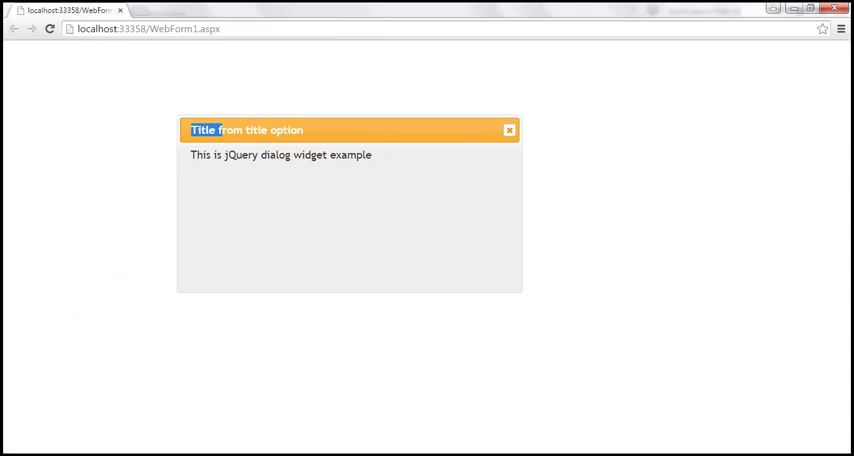 localhost:33358/WebForm
localhost:33358/WebForm1.aspx
Title from title option
This is jQuery dialog widget example